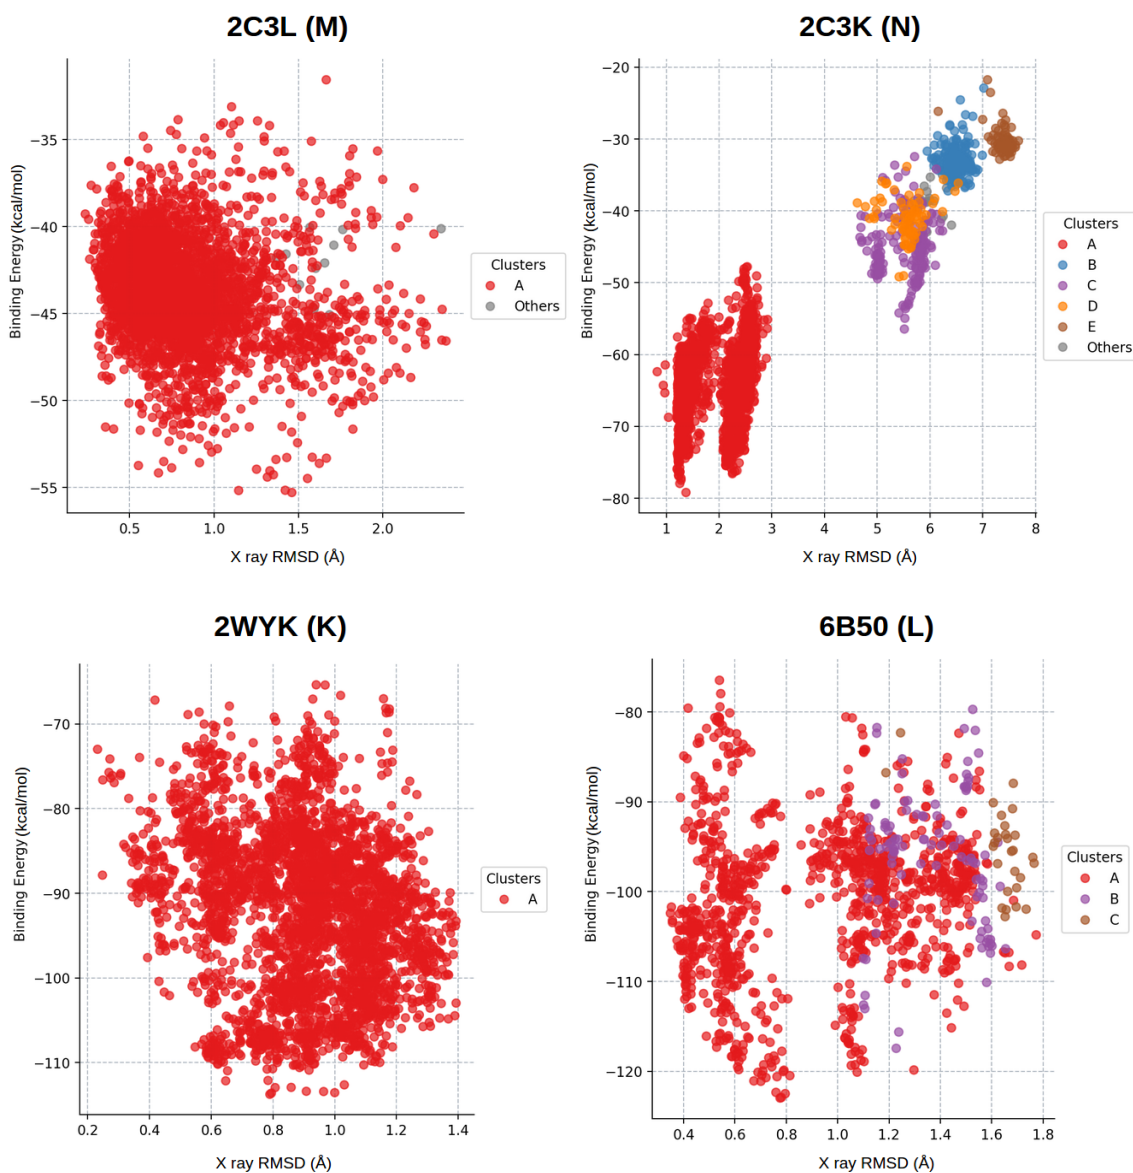 2C3L (M)
Binding Energy (kcal/mol)
−35
−40
−45
−50
−55
0.5 1.0 1.5 2.0
X ray RMSD (Å)
Clusters
A
Others
2C3K (N)
Binding Energy (kcal/mol)
−20
−30
−40
−50
−60
−70
−80
1 2 3 4 5 6 7 8
X ray RMSD (Å)
Clusters
A
B
C
D
E
Others
2WYK (K)
Binding Energy (kcal/mol)
−70
−80
−90
−100
−110
0.2 0.4 0.6 0.8 1.0 1.2 1.4
X ray RMSD (Å)
Clusters
A
6B50 (L)
Binding Energy (kcal/mol)
−80
−90
−100
−110
−120
0.4 0.6 0.8 1.0 1.2 1.4 1.6 1.8
X ray RMSD (Å)
Clusters
A
B
C